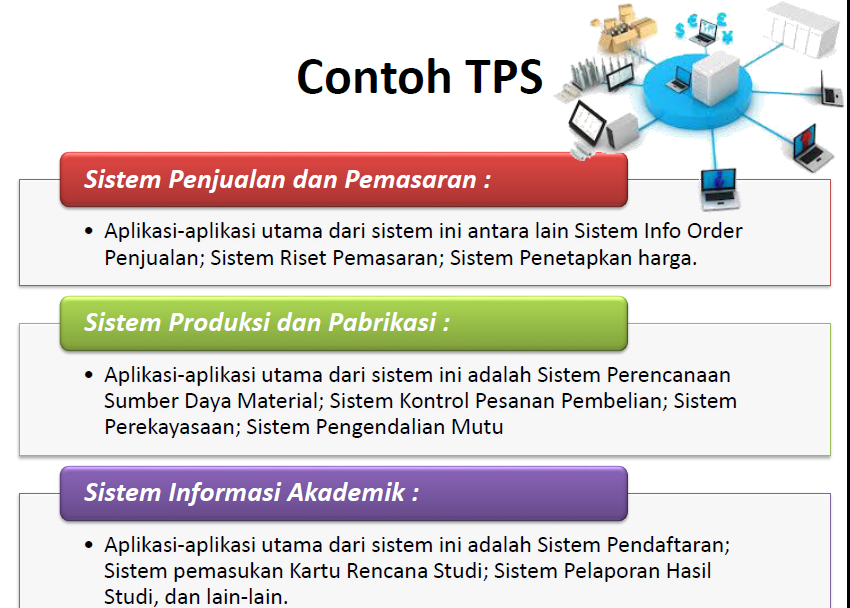 Contoh TPS
Sistem Penjualan dan Pemasaran :
• Aplikasi-aplikasi utama dari sistem ini antara lain Sistem Info Order
Penjualan; Sistem Riset Pemasaran; Sistem Penetapkan harga.
Sistem Produksi dan Pabrikasi :
• Aplikasi-aplikasi utama dari sistem ini adalah Sistem Perencanaan
Sumber Daya Material; Sistem Kontrol Pesanan Pembelian; Sistem
Perekayasaan; Sistem Pengendalian Mutu
Sistem Informasi Akademik :
• Aplikasi-aplikasi utama dari sistem ini adalah Sistem Pendaftaran;
Sistem pemasukan Kartu Rencana Studi; Sistem Pelaporan Hasil
Studi, dan lain-lain.